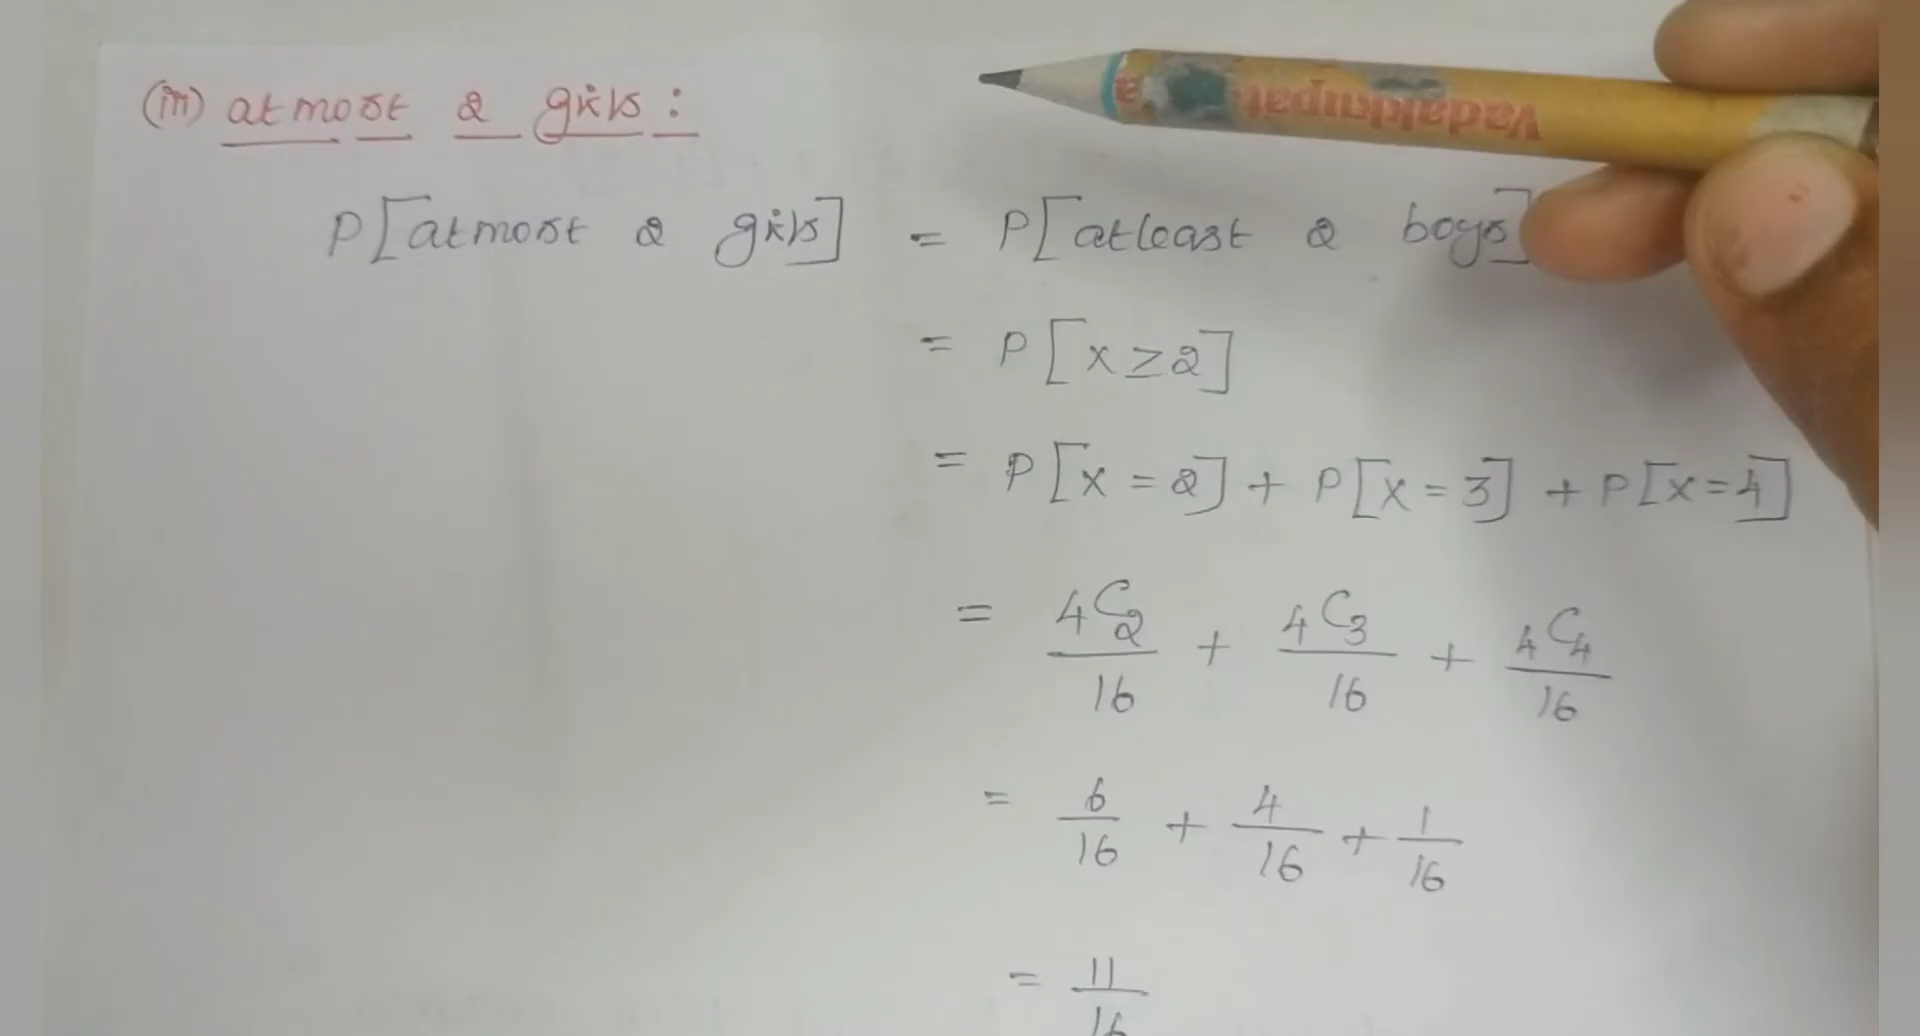 (iii) atmost 2 girls :
P[atmost 2 girls] = P[atleast 2 boys]
= P[x ≥ 2]
= P[x = 2] + P[x = 3] + P[x = 4]
= 4C2/16 + 4C3/16 + 4C4/16
= 6/16 + 4/16 + 1/16
= 11/16